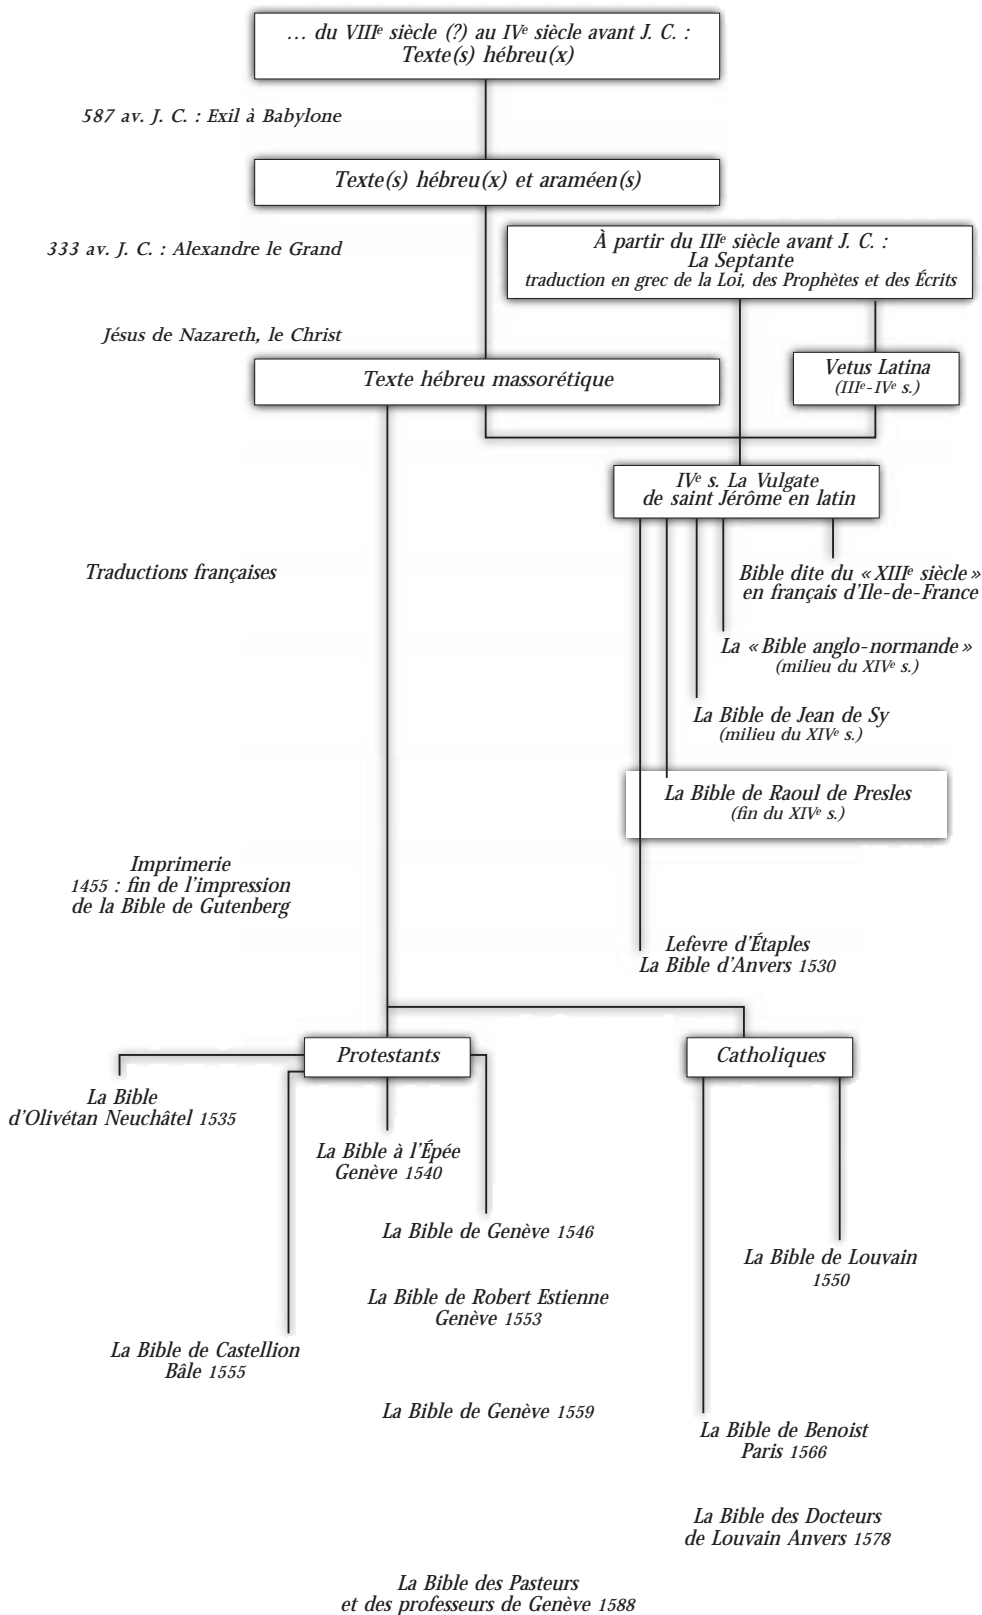 … du VIIIe siècle (?) au IVe siècle avant J. C. :
Texte(s) hébreu(x)
587 av. J. C. : Exil à Babylone
Texte(s) hébreu(x) et araméen(s)
333 av. J. C. : Alexandre le Grand
À partir du IIIe siècle avant J. C. :
La Septante
traduction en grec de la Loi, des Prophètes et des Écrits
Jésus de Nazareth, le Christ
Texte hébreu massorétique
Vetus Latina
(IIIe-IVe s.)
IVe s. La Vulgate
de saint Jérôme en latin
Traductions françaises
Bible dite du « XIIIe siècle »
en français d'Ile-de-France
La « Bible anglo-normande »
(milieu du XIVe s.)
La Bible de Jean de Sy
(milieu du XIVe s.)
La Bible de Raoul de Presles
(fin du XIVe s.)
Imprimerie
1455 : fin de l'impression
de la Bible de Gutenberg
Lefevre d'Étaples
La Bible d'Anvers 1530
Protestants
Catholiques
La Bible
d'Olivétan Neuchâtel 1535
La Bible à l'Épée
Genève 1540
La Bible de Genève 1546
La Bible de Louvain
1550
La Bible de Robert Estienne
Genève 1553
La Bible de Castellion
Bâle 1555
La Bible de Genève 1559
La Bible de Benoist
Paris 1566
La Bible des Docteurs
de Louvain Anvers 1578
La Bible des Pasteurs
et des professeurs de Genève 1588